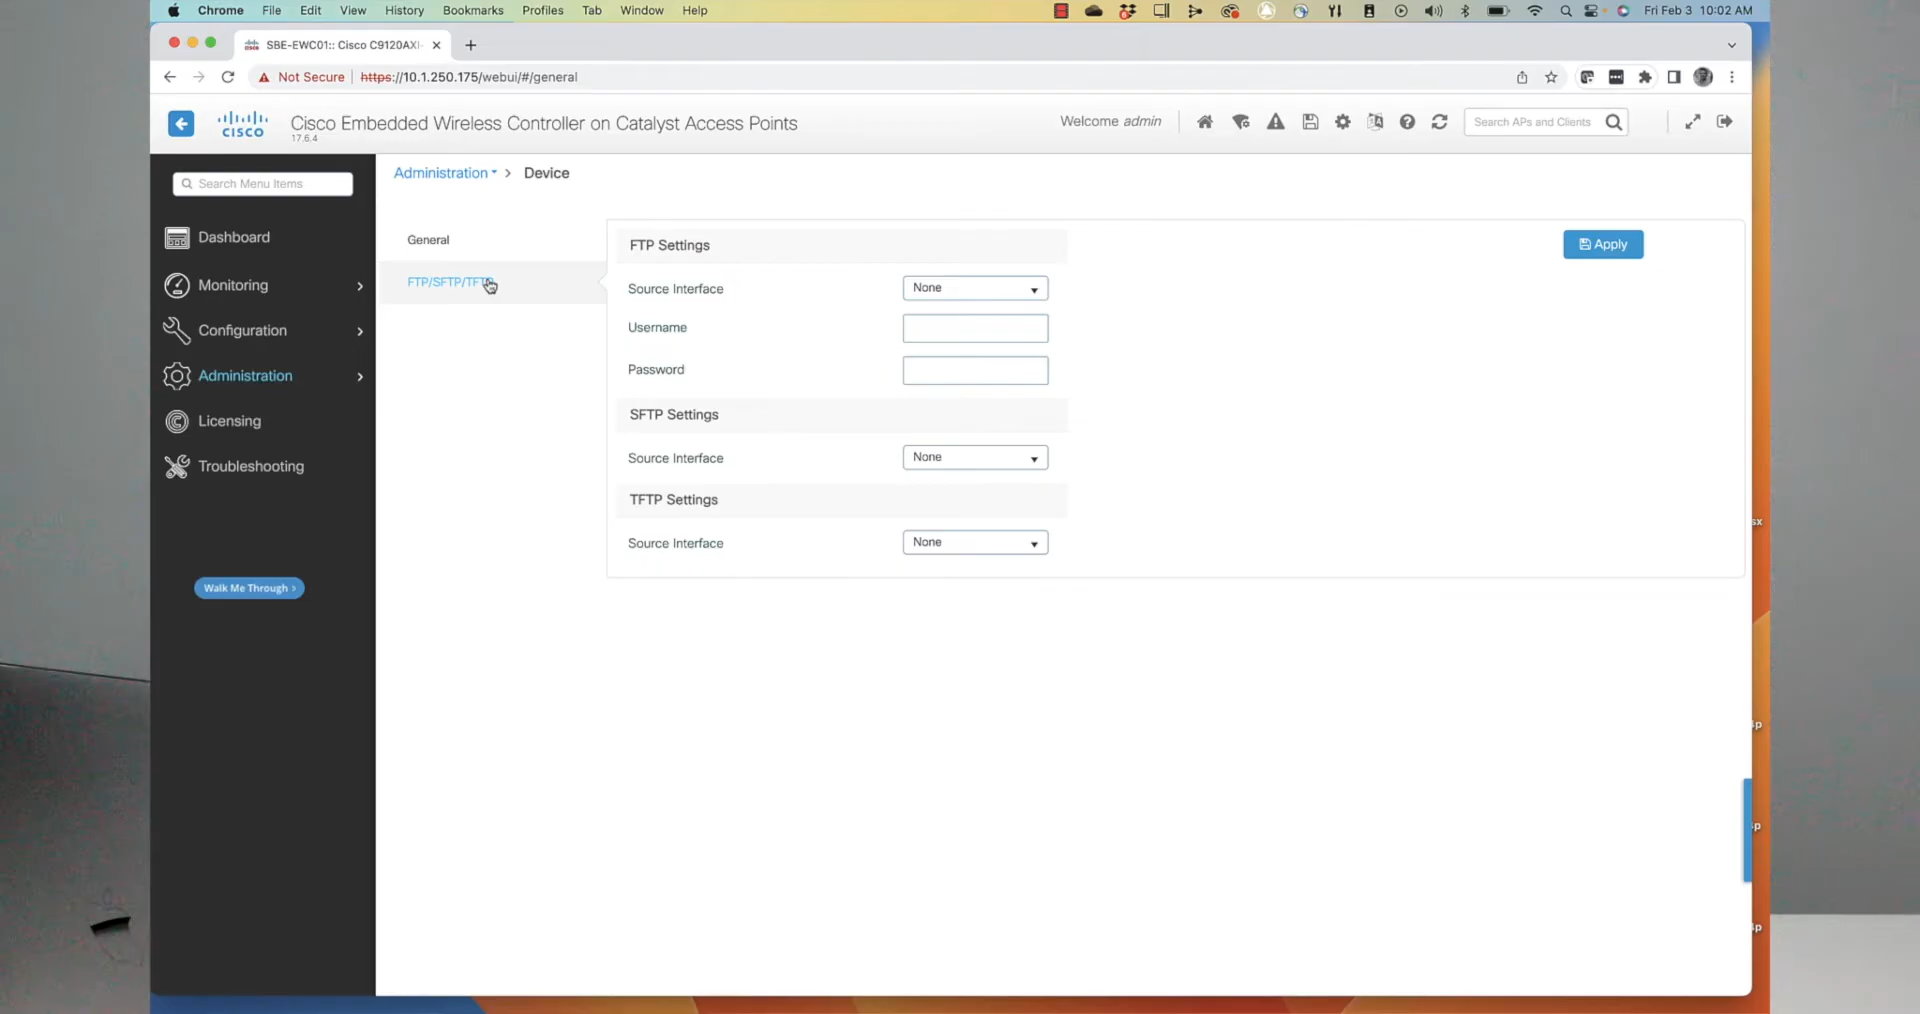 Chrome File Edit View History Bookmarks Profiles Tab Window Help Fri Feb 3 10:02 AM
SBE-EWC01:: Cisco C9120AXI-
Not Secure https://10.1.250.175/webui/#/general
CISCO Cisco Embedded Wireless Controller on Catalyst Access Points Welcome admin Search APs and Clients
17.6.4
Search Menu Items
Administration > Device
Dashboard
Monitoring
Configuration
Administration
Licensing
Troubleshooting
Walk Me Through >
General
FTP/SFTP/TFTP
FTP Settings
Apply
Source Interface None
Username
Password
SFTP Settings
Source Interface None
TFTP Settings
Source Interface None
sx
4p
4p
4p